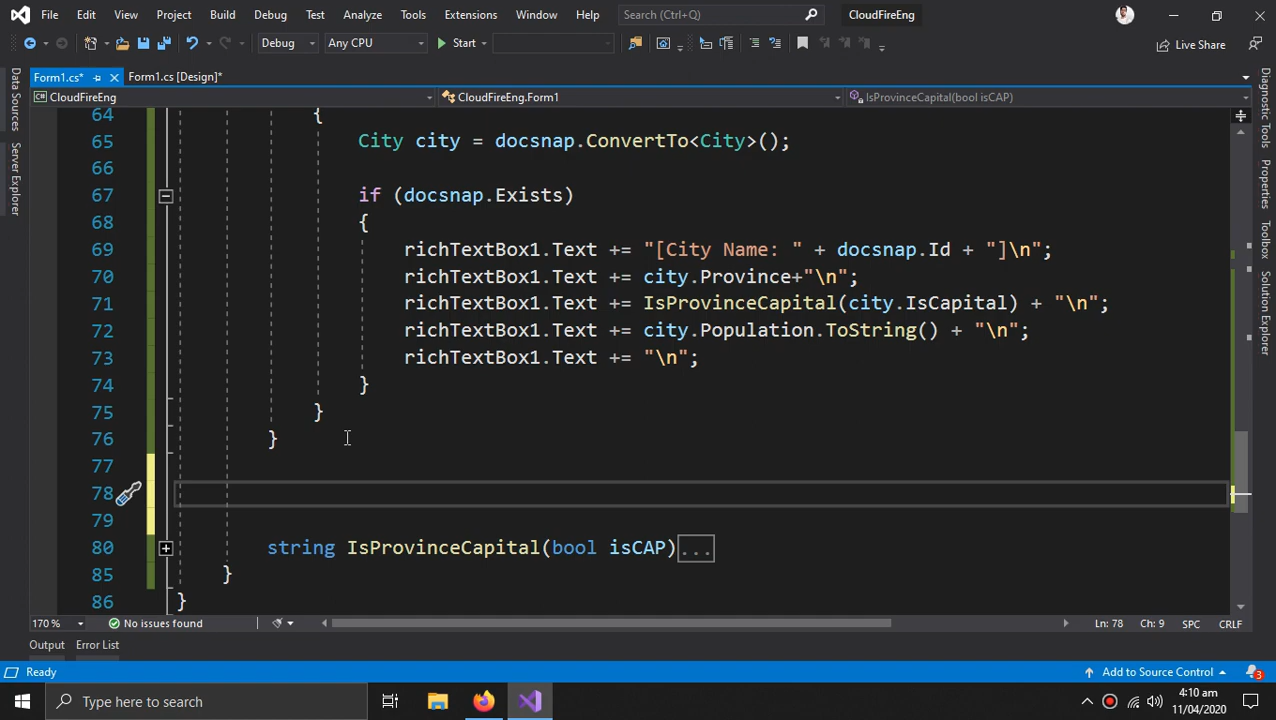 File Edit View Project Build Debug Test Analyze Tools Extensions Window Help Search (Ctrl+Q) CloudFireEng
Debug Any CPU Start Live Share
Form1.cs* Form1.cs [Design]*
CloudFireEng CloudFireEng.Form1 IsProvinceCapital(bool isCAP)
Data Sources
Server Explorer
64 {
65 City city = docsnap.ConvertTo<City>();
66
67 if (docsnap.Exists)
68 {
69 richTextBox1.Text += "[City Name: " + docsnap.Id + "]\n";
70 richTextBox1.Text += city.Province+"\n";
71 richTextBox1.Text += IsProvinceCapital(city.IsCapital) + "\n";
72 richTextBox1.Text += city.Population.ToString() + "\n";
73 richTextBox1.Text += "\n";
74 }
75 }
76 }
77
78
79
80 string IsProvinceCapital(bool isCAP)...
85 }
86 }
Diagnostic Tools
Properties
Toolbox
Solution Explorer
170 % No issues found Ln: 78 Ch: 9 SPC CRLF
Output Error List
Ready Add to Source Control 3
Type here to search 4:10 am
11/04/2020